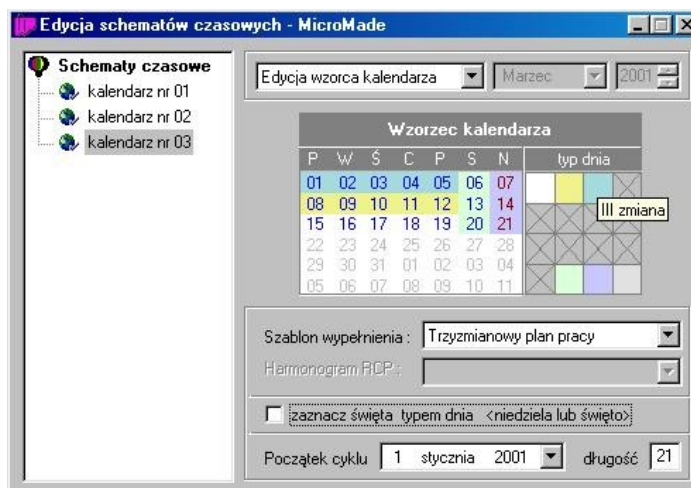 Edycja schematów czasowych - MicroMade
Schematy czasowe
kalendarz nr 01
kalendarz nr 02
kalendarz nr 03
Edycja wzorca kalendarza Marzec 2001
Wzorzec kalendarza
P W Ś C P S N typ dnia
01 02 03 04 05 06 07
08 09 10 11 12 13 14
III zmiana
15 16 17 18 19 20 21
22 23 24 25 26 27 28
29 30 31 01 02 03 04
05 06 07 08 09 10 11
Szablon wypełnienia : Trzyzmianowy plan pracy
Harmonogram RCP :
zaznacz święta typem dnia <niedziela lub święto>
Początek cyklu 1 stycznia 2001 długość 21